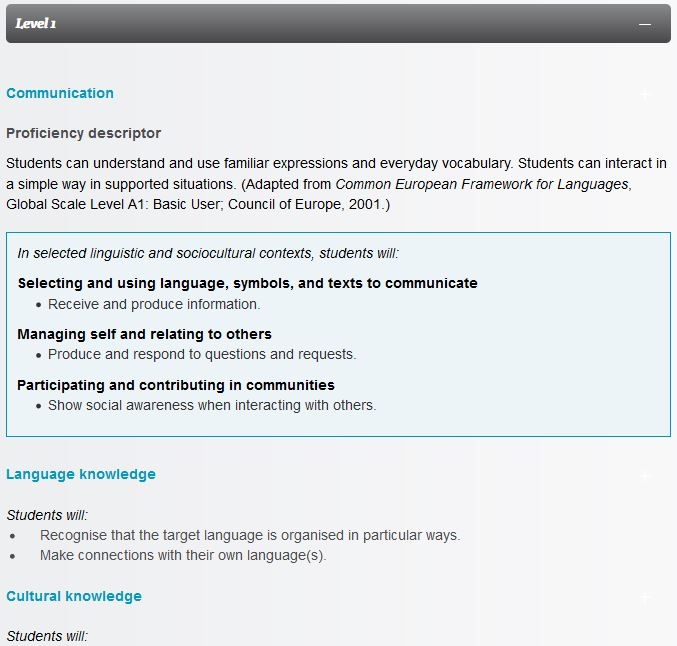 Level 1
Communication
Proficiency descriptor
Students can understand and use familiar expressions and everyday vocabulary. Students can interact in
a simple way in supported situations. (Adapted from Common European Framework for Languages,
Global Scale Level A1: Basic User; Council of Europe, 2001.)
In selected linguistic and sociocultural contexts, students will:
Selecting and using language, symbols, and texts to communicate
• Receive and produce information.
Managing self and relating to others
• Produce and respond to questions and requests.
Participating and contributing in communities
• Show social awareness when interacting with others.
Language knowledge
Students will:
• Recognise that the target language is organised in particular ways.
• Make connections with their own language(s).
Cultural knowledge
Students will: